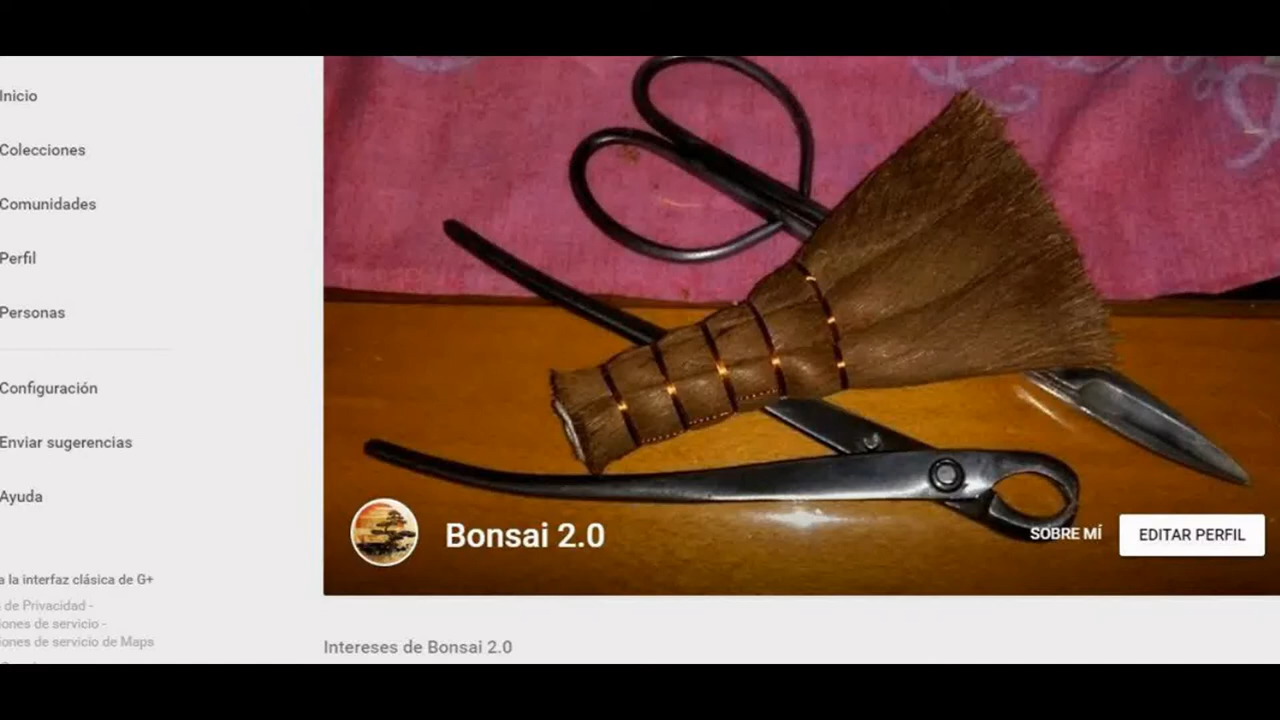 Inicio
Colecciones
Comunidades
Perfil
Personas
Configuración
Enviar sugerencias
Ayuda
a la interfaz clásica de G+
de Privacidad -
iones de servicio -
iones de servicio de Maps
Bonsai 2.0
SOBRE MÍ
EDITAR PERFIL
Intereses de Bonsai 2.0